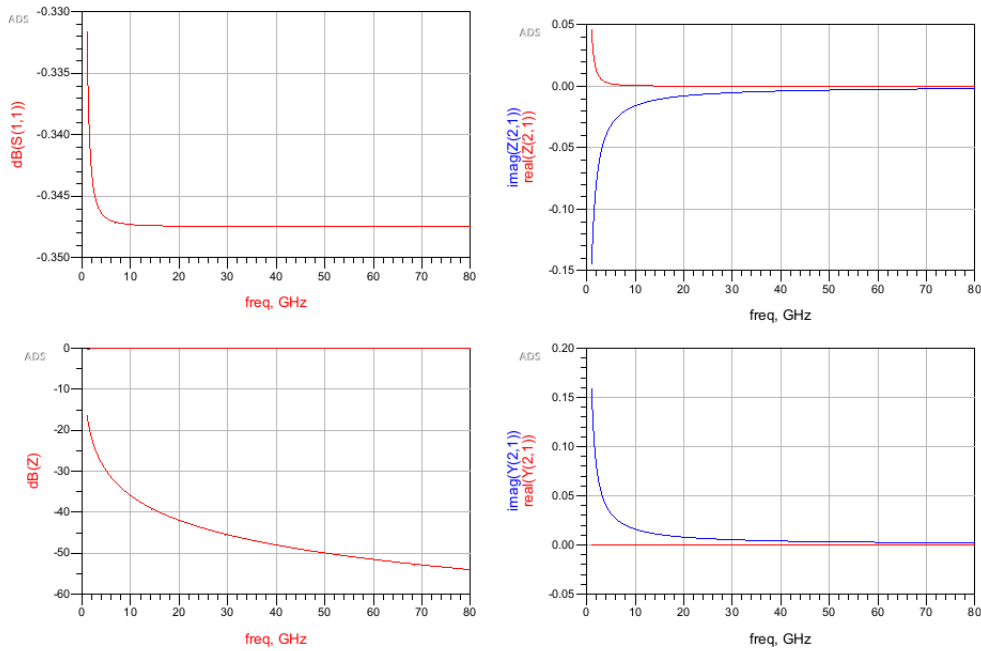 ADS
-0.330
-0.335
-0.340
-0.345
-0.350
dB(S(1,1))
0 10 20 30 40 50 60 70 80
freq, GHz
ADS
0.05
0.00
-0.05
-0.10
-0.15
imag(Z(2,1))
real(Z(2,1))
0 10 20 30 40 50 60 70 80
freq, GHz
ADS
0
-10
-20
-30
-40
-50
-60
dB(Z)
0 10 20 30 40 50 60 70 80
freq, GHz
ADS
0.20
0.15
0.10
0.05
0.00
-0.05
imag(Y(2,1))
real(Y(2,1))
0 10 20 30 40 50 60 70 80
freq, GHz